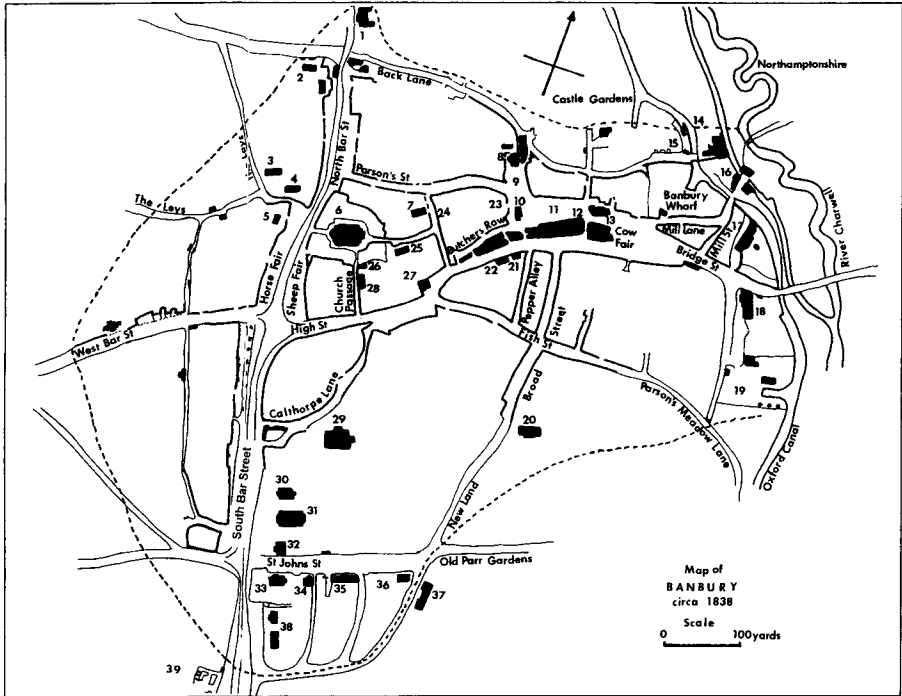 1
Northamptonshire
2
Back Lane
4
Castle Gardens
14
15
8
16
3
4
The Leys
Leys
North Bar St
Parson's St
9
5
6
7
23
10
11
12
13
Banbury
Wharf
Mill Lane
Mill St
17
River Charwell
24
Butchers Row
Cow
Fair
Bridge St
Horse Fair
Sheep Fair
25
26
27
28
22
21
Church
Passage
Pepper Alley
18
West Bar St
High St
Fish St
Broad
Street
19
Calthorpe Lane
29
20
Parson's Meadow Lane
Oxford Canal
South Bar Street
30
31
New Land
32
St Johns St
Old Parr Gardens
33
34
35
36
37
38
39
Map of
BANBURY
circa 1838
Scale
0 100yards